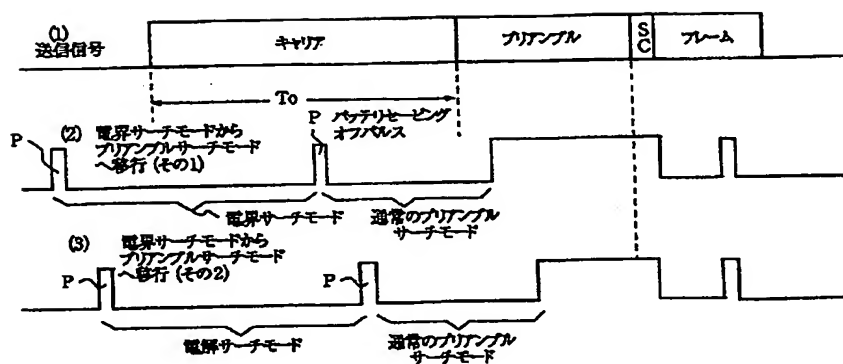 (1)
送信信号
キャリア
プリアンブル
SC
フレーム
To
P
(2) 電界サーチモードから
プリアンブルサーチモード
へ移行(その1)
P バッテリセービング
オフパルス
電界サーチモード
通常のプリアンブル
サーチモード
(3) 電界サーチモードから
プリアンブルサーチモード
へ移行(その2)
P
P
電解サーチモード
通常のプリアンブル
サーチモード